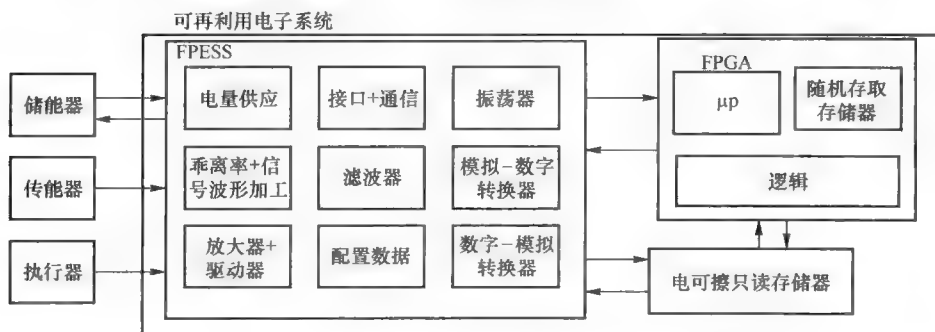 可再利用电子系统
FPESS
FPGA
储能器
电量供应
接口+通信
振荡器
μp
随机存取
存储器
传能器
乖离率+信
号波形加工
滤波器
模拟-数字
转换器
逻辑
执行器
放大器+
驱动器
配置数据
数字-模拟
转换器
电可擦只读存储器